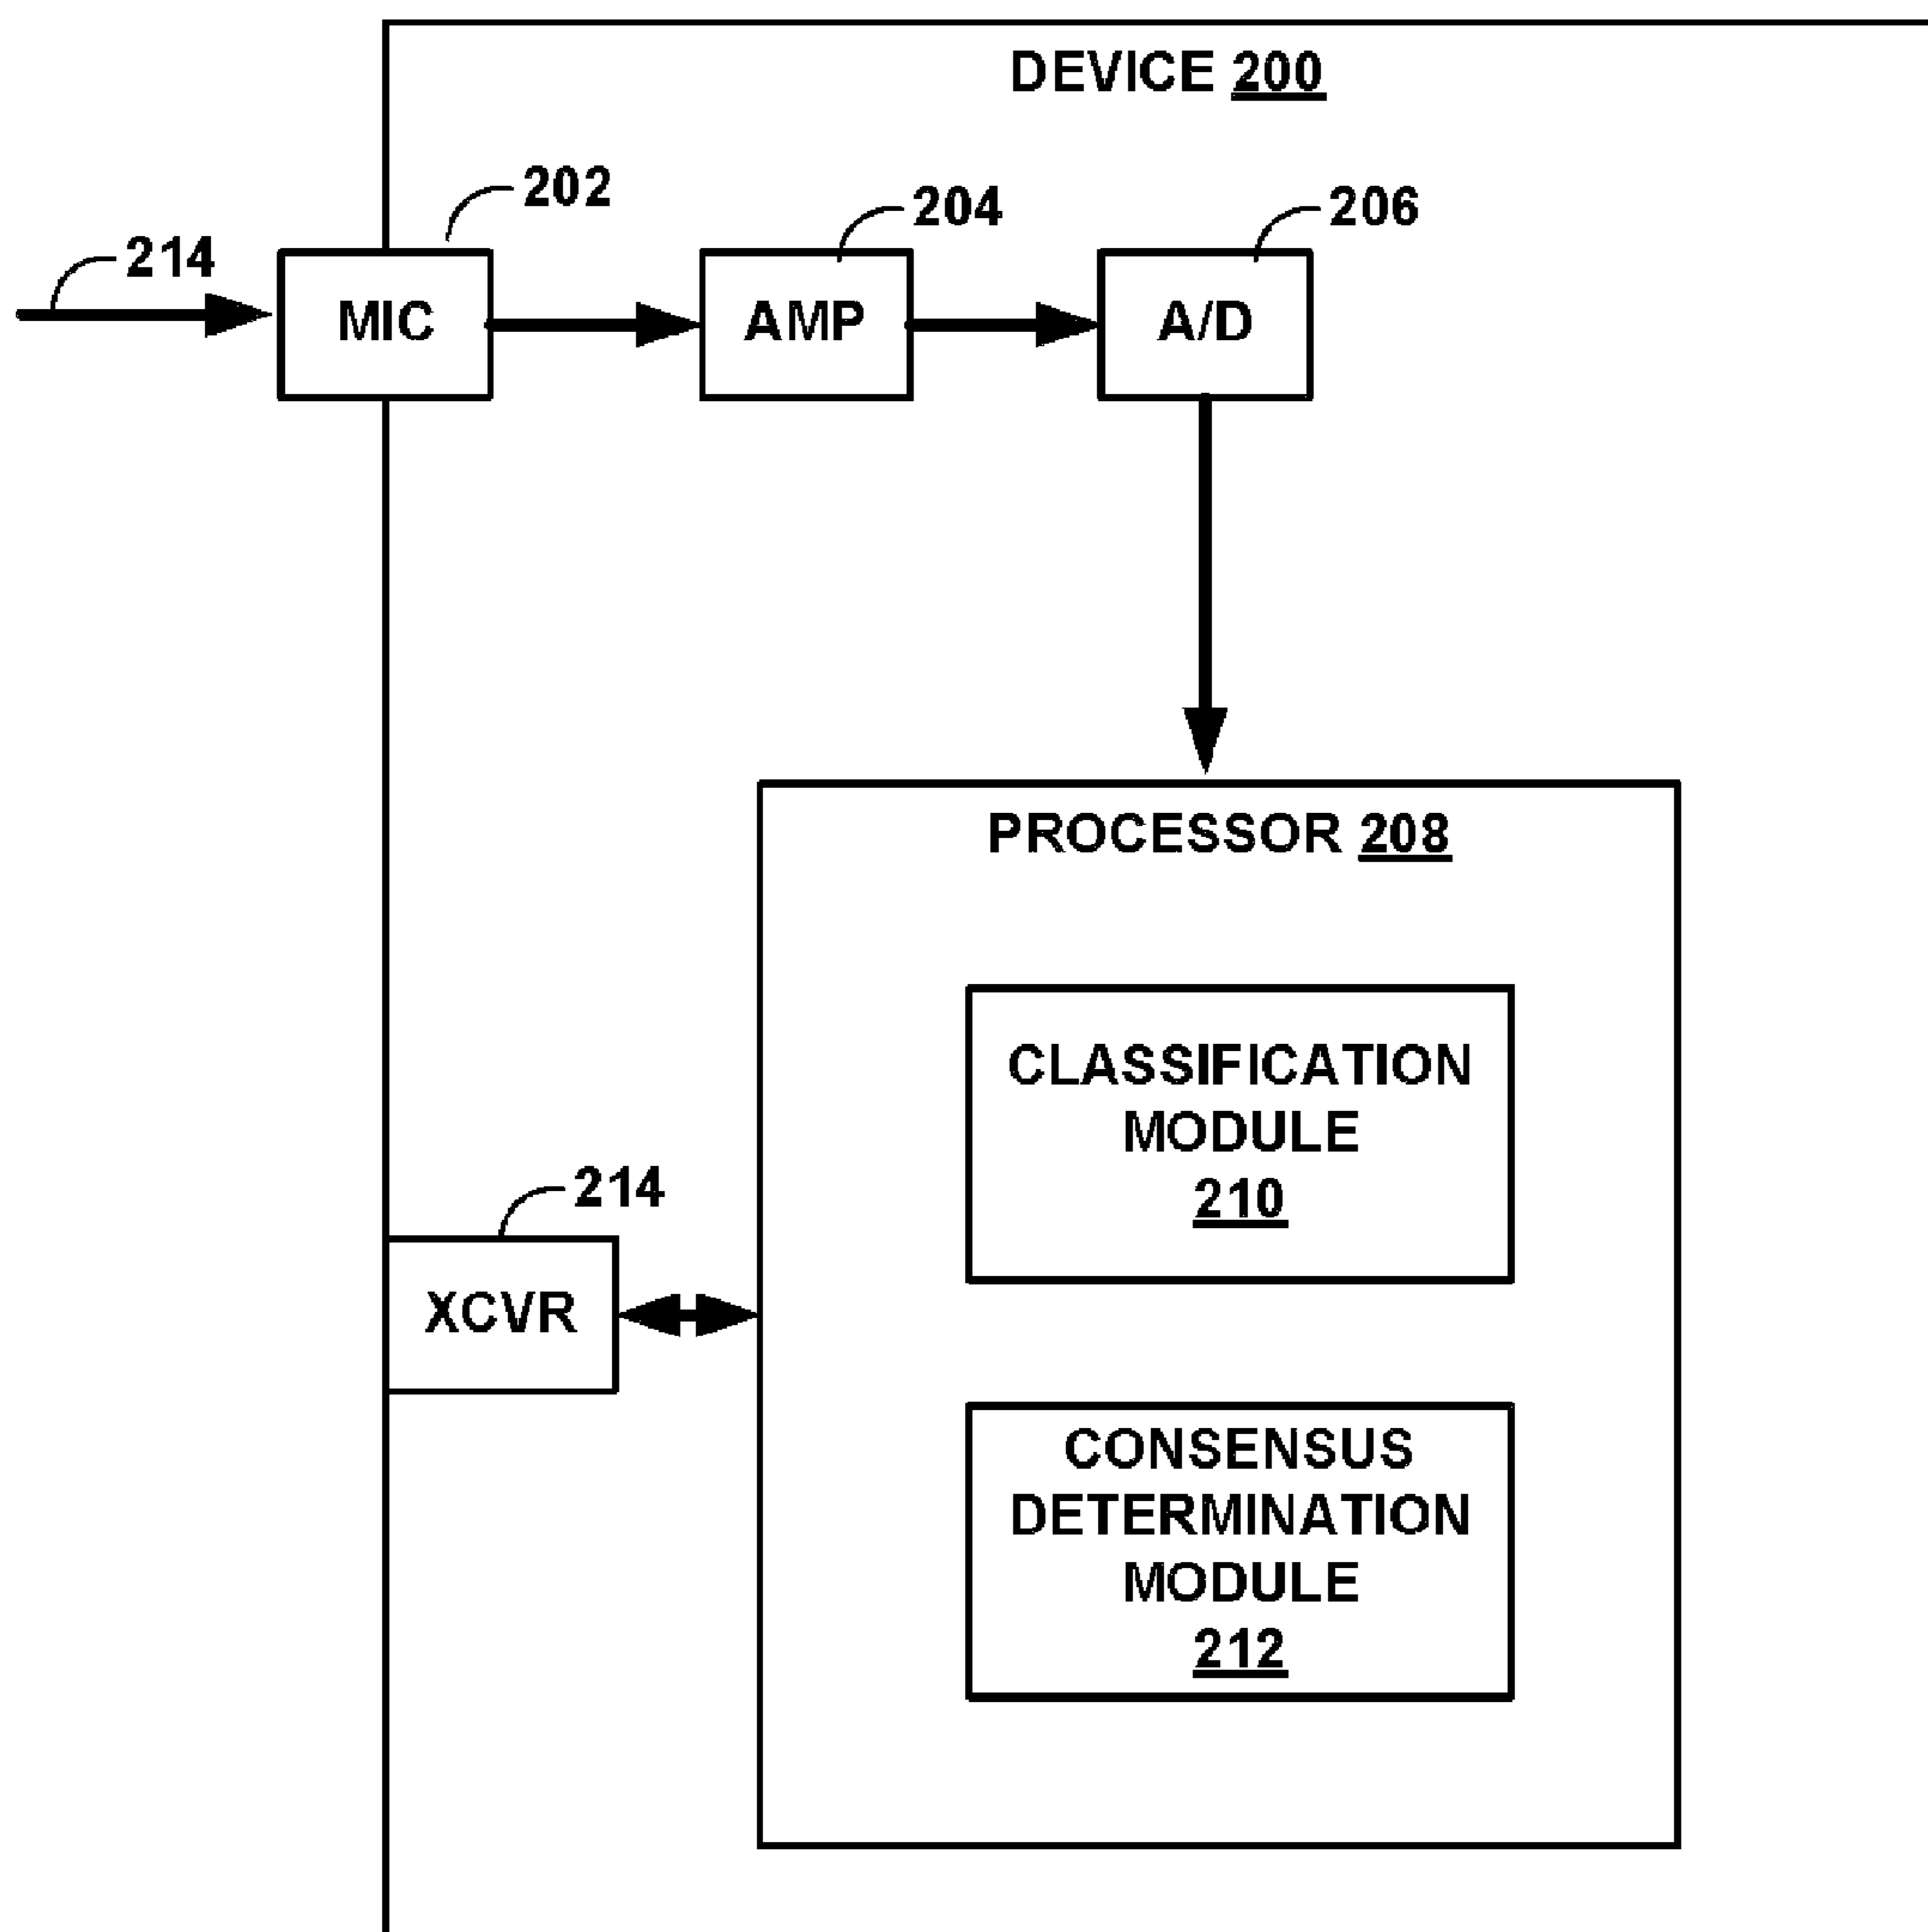 DEVICE 200
202
204
206
214
MIC
AMP
A/D
PROCESSOR 208
CLASSIFICATION
MODULE
210
214
XCVR
CONSENSUS
DETERMINATION
MODULE
212